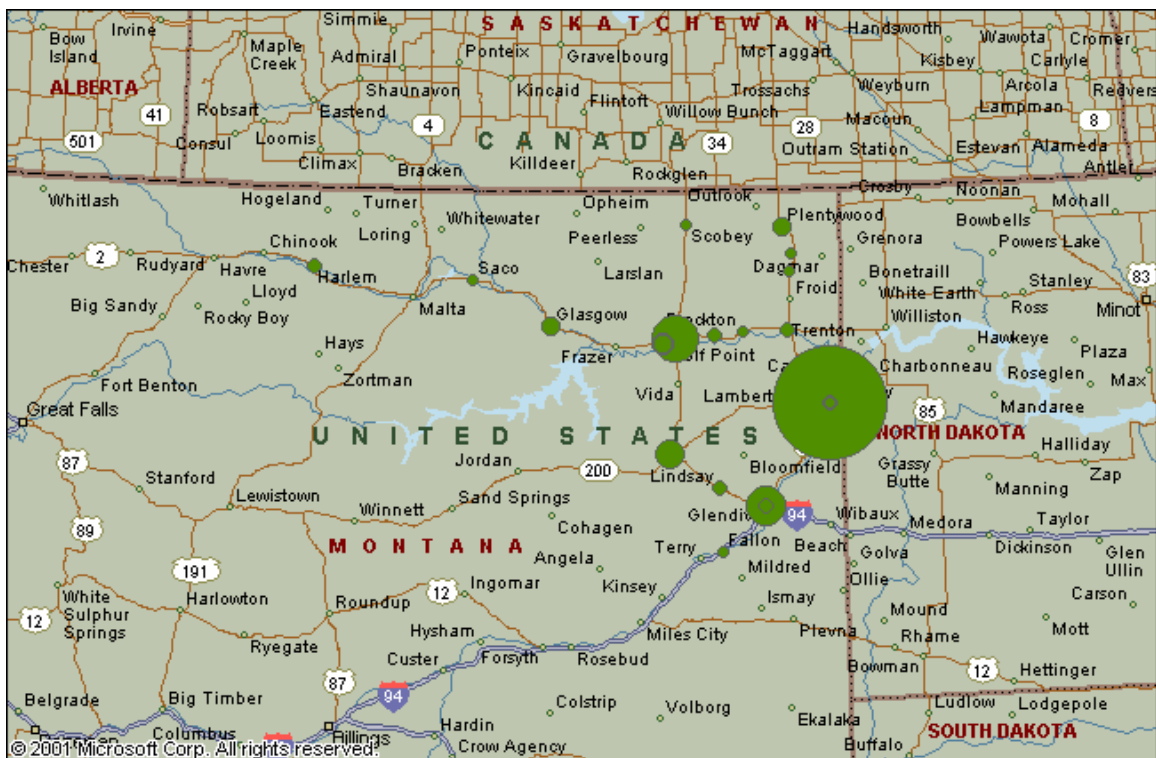 Irvine
Simmie
SASKATCHEWAN
Handsworth
Wawota
Cromer
Bow
Island
Maple
Creek
Admiral
Ponteix
Gravelbourg
McTaggart
Kisbey
Carlyle
ALBERTA
Shaunavon
Kincaid
Trossachs
Weyburn
Arcola
Redvers
41
Robsart
Eastend
Flintoft
Willow Bunch
Lampman
501
Consul
Loomis
4
CANADA
34
28
Macoun
8
Climax
Bracken
Killdeer
Rockglen
Outram Station
Estevan
Alameda
Antler
Whitlash
Hogeland
Turner
Opheim
Outlook
Crosby
Noonan
Mohall
Whitewater
Plentywood
Bowbells
Loring
Peerless
Scobey
Grenora
Powers Lake
Chester
2
Rudyard
Chinook
Havre
Harlem
Saco
Larslan
Dagmar
Bonetraill
Stanley
83
Big Sandy
Lloyd
Malta
Froid
White Earth
Ross
Minot
Rocky Boy
Glasgow
Trenton
Williston
Hays
Frazer
Hawkeye
Plaza
Zortman
Fort Benton
Vida
Lambert
Charbonneau
Roseglen
Max
Great Falls
85
Mandaree
UNITED STATES
NORTH DAKOTA
Halliday
87
Jordan
200
Bloomfield
Grassy
Butte
Zap
Stanford
Lindsay
Manning
Lewistown
Winnett
Sand Springs
94
Wibaux
Medora
Taylor
89
Cohagen
Beach
MONTANA
Angela
Terry
Fallon
Golva
Dickinson
Glen
Ullin
191
Ingomar
Kinsey
Mildred
Ollie
White
Sulphur
Springs
12
Harlowton
Roundup
12
Ismay
Mound
Carson
Hysham
Miles City
Plevna
Rhame
Mott
Ryegate
Custer
Forsyth
Rosebud
Bowman
12
Hettinger
Belgrade
Big Timber
87
94
Colstrip
Volborg
Ekalaka
Ludlow
Lodgepole
Columbus
Billings
Hardin
Crow Agency
Buffalo
SOUTH DAKOTA
© 2001 Microsoft Corp. All rights reserved.